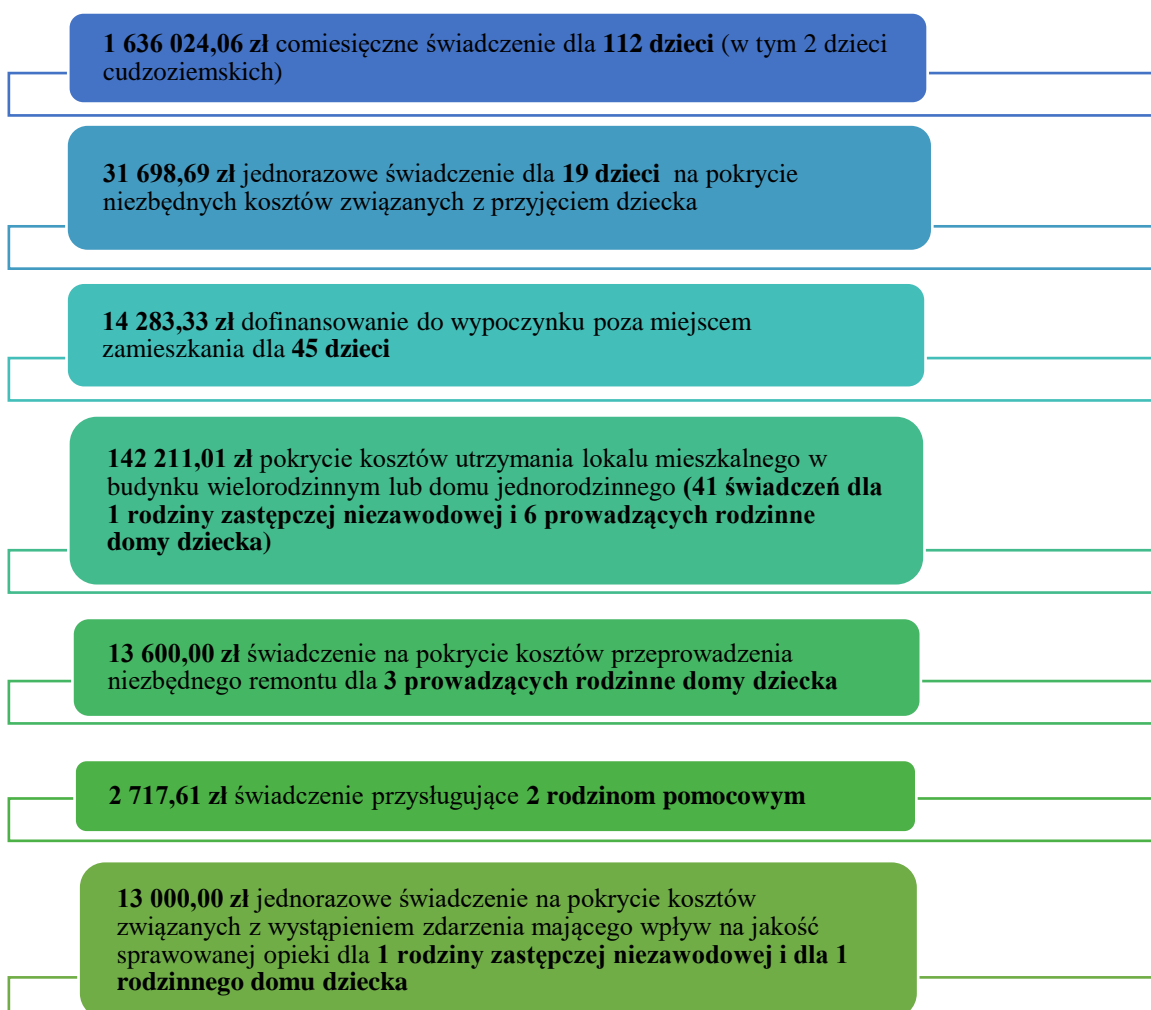 1 636 024,06 zł comiesięczne świadczenie dla 112 dzieci (w tym 2 dzieci
cudzoziemskich)
31 698,69 zł jednorazowe świadczenie dla 19 dzieci na pokrycie
niezbędnych kosztów związanych z przyjęciem dziecka
14 283,33 zł dofinansowanie do wypoczynku poza miejscem
zamieszkania dla 45 dzieci
142 211,01 zł pokrycie kosztów utrzymania lokalu mieszkalnego w
budynku wielorodzinnym lub domu jednorodzinnego (41 świadczeń dla
1 rodziny zastępczej niezawodowej i 6 prowadzących rodzinne
domy dziecka)
13 600,00 zł świadczenie na pokrycie kosztów przeprowadzenia
niezbędnego remontu dla 3 prowadzących rodzinne domy dziecka
2 717,61 zł świadczenie przysługujące 2 rodzinom pomocowym
13 000,00 zł jednorazowe świadczenie na pokrycie kosztów
związanych z wystąpieniem zdarzenia mającego wpływ na jakość
sprawowanej opieki dla 1 rodziny zastępczej niezawodowej i dla 1
rodzinnego domu dziecka